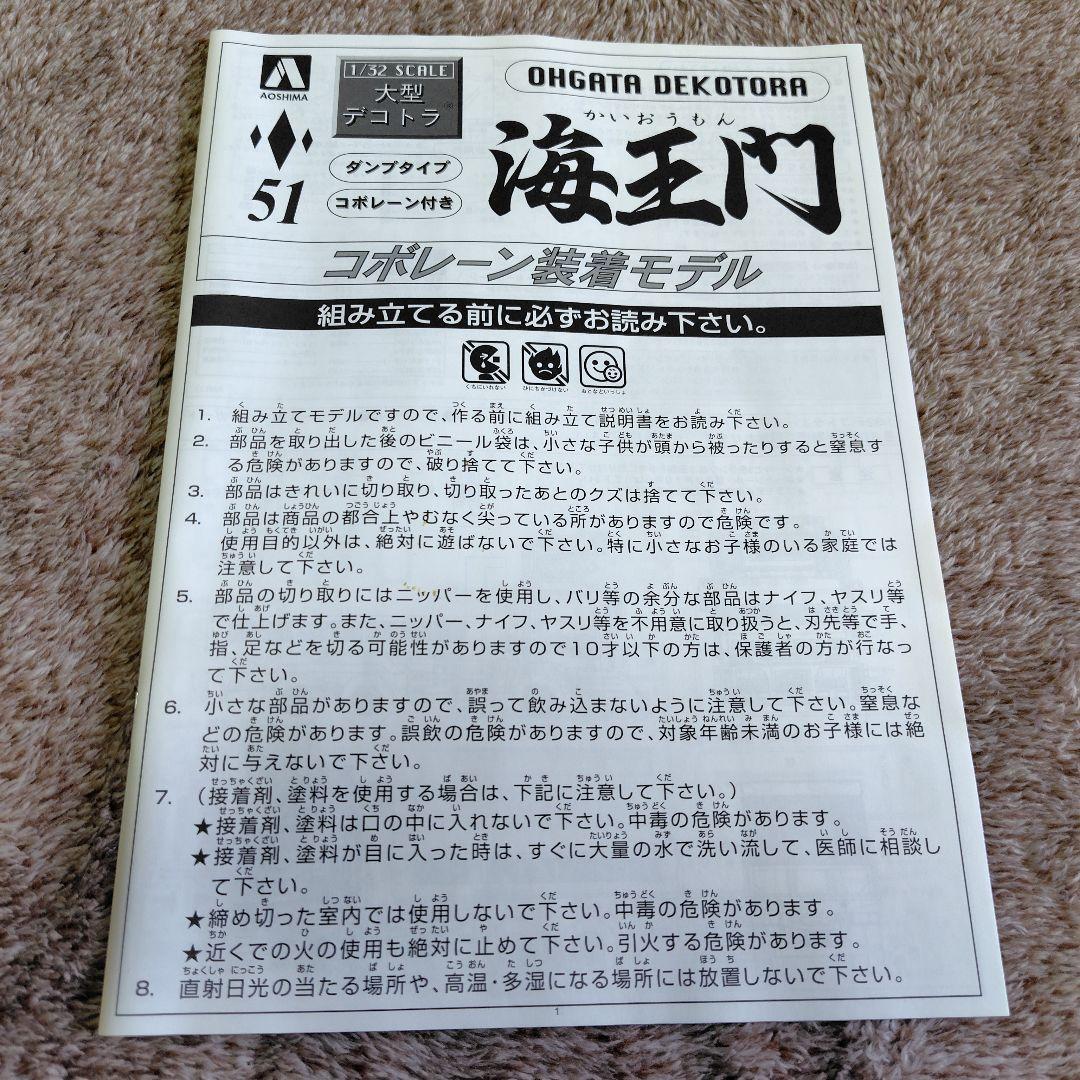 AOSHIMA
51
1/32 SCALE
大型
デコトラ®
ダンプタイプ
コボレーン付き
OHGATA DEKOTORA
かいおうもん
海王門
コボレーン装着モデル
組み立てる前に必ずお読み下さい。
くちにいれない ひにちかづけない おとなといっしょ
1. 組み立てモデルですので、作る前に組み立て説明書をお読み下さい。
2. 部品を取り出した後のビニール袋は、小さな子供が頭から被ったりすると窒息す
る危険がありますので、破り捨てて下さい。
3. 部品はきれいに切り取り、切り取ったあとのクズは捨てて下さい。
4. 部品は商品の都合上やむなく尖っている所がありますので危険です。
使用目的以外は、絶対に遊ばないで下さい。特に小さなお子様のいる家庭では
注意して下さい。
5. 部品の切り取りにはニッパーを使用し、バリ等の余分な部品はナイフ、ヤスリ等
で仕上げます。また、ニッパー、ナイフ、ヤスリ等を不用意に取り扱うと、刃先等で手、
指、足などを切る可能性がありますので10才以下の方は、保護者の方が行なっ
て下さい。
6. 小さな部品がありますので、誤って飲み込まないように注意して下さい。窒息な
どの危険があります。誤飲の危険がありますので、対象年齢未満のお子様には絶
対に与えないで下さい。
7. (接着剤、塗料を使用する場合は、下記に注意して下さい。)
★接着剤、塗料は口の中に入れないで下さい。中毒の危険があります。
★接着剤、塗料が目に入った時は、すぐに大量の水で洗い流して、医師に相談し
て下さい。
★締め切った室内では使用しないで下さい。中毒の危険があります。
★近くでの火の使用も絶対に止めて下さい。引火する危険があります。
8. 直射日光の当たる場所や、高温・多湿になる場所には放置しないで下さい。
1